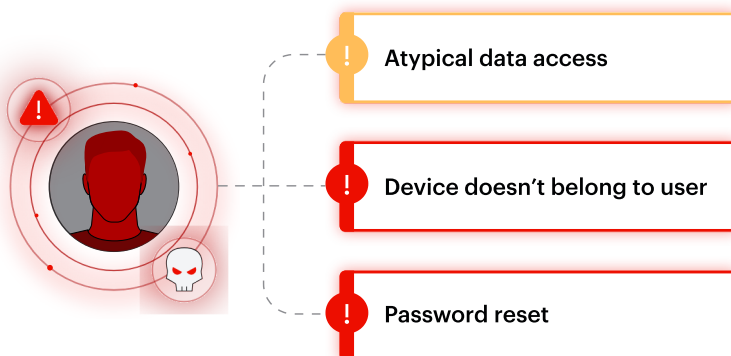 Atypical data access
Device doesn’t belong to user
Password reset